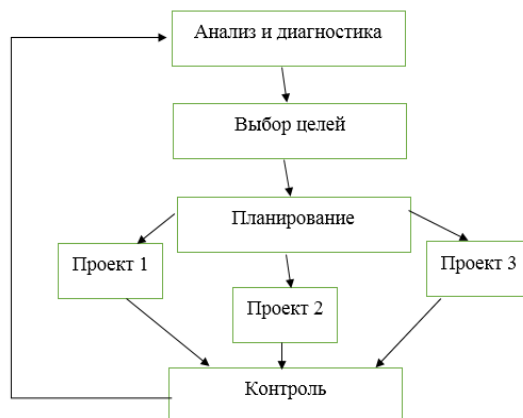 Анализ и диагностика
Выбор целей
Планирование
Проект 1
Проект 2
Проект 3
Контроль